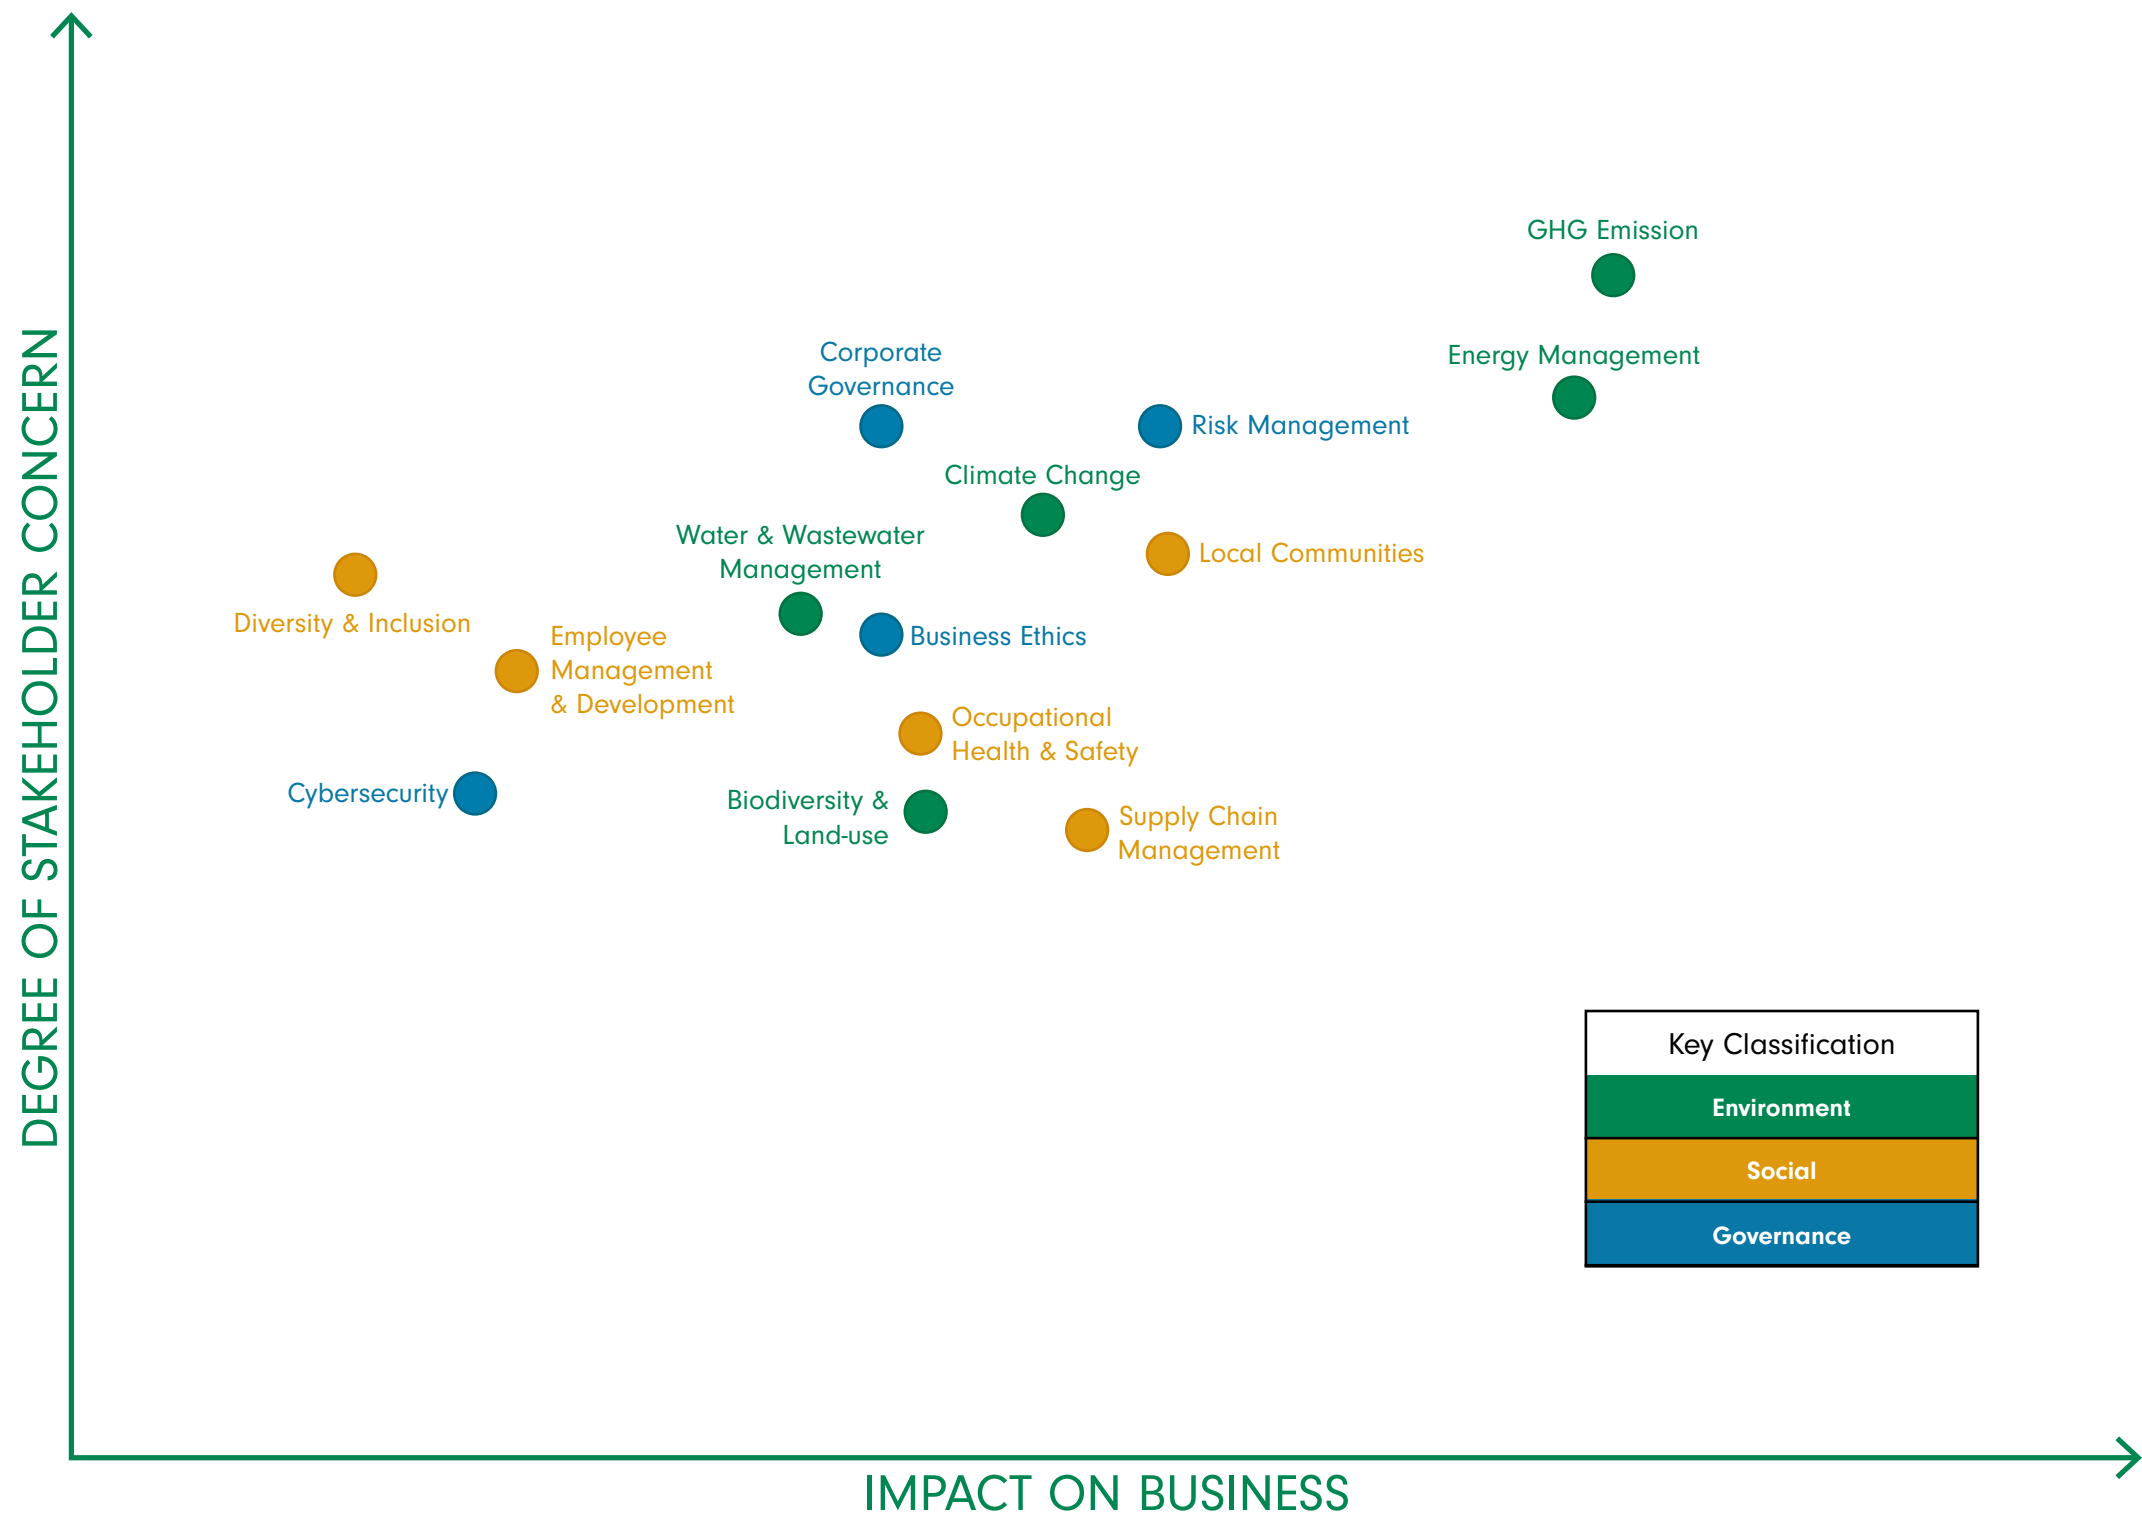 GHG Emission
Corporate
Governance
Energy Management
Risk Management
Climate Change
Water & Wastewater
Management
Local Communities
Diversity & Inclusion
Employee
Management
& Development
Business Ethics
Occupational
Health & Safety
Cybersecurity
Biodiversity &
Land-use
Supply Chain
Management
DEGREE OF STAKEHOLDER CONCERN
Key Classification
Environment
Social
Governance
IMPACT ON BUSINESS